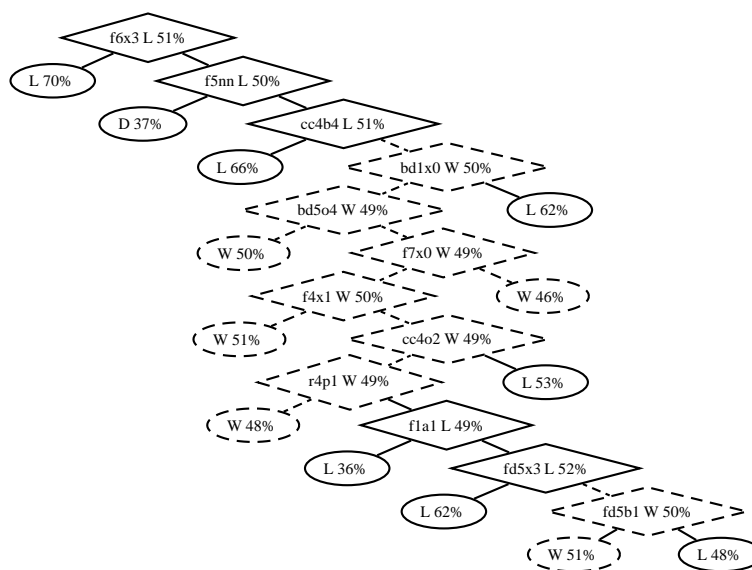 f6x3 L 51%
L 70%
f5nn L 50%
D 37%
cc4b4 L 51%
L 66%
bd1x0 W 50%
bd5o4 W 49%
L 62%
W 50%
f7x0 W 49%
f4x1 W 50%
W 46%
W 51%
cc4o2 W 49%
r4p1 W 49%
L 53%
W 48%
f1a1 L 49%
L 36%
fd5x3 L 52%
L 62%
fd5b1 W 50%
W 51%
L 48%